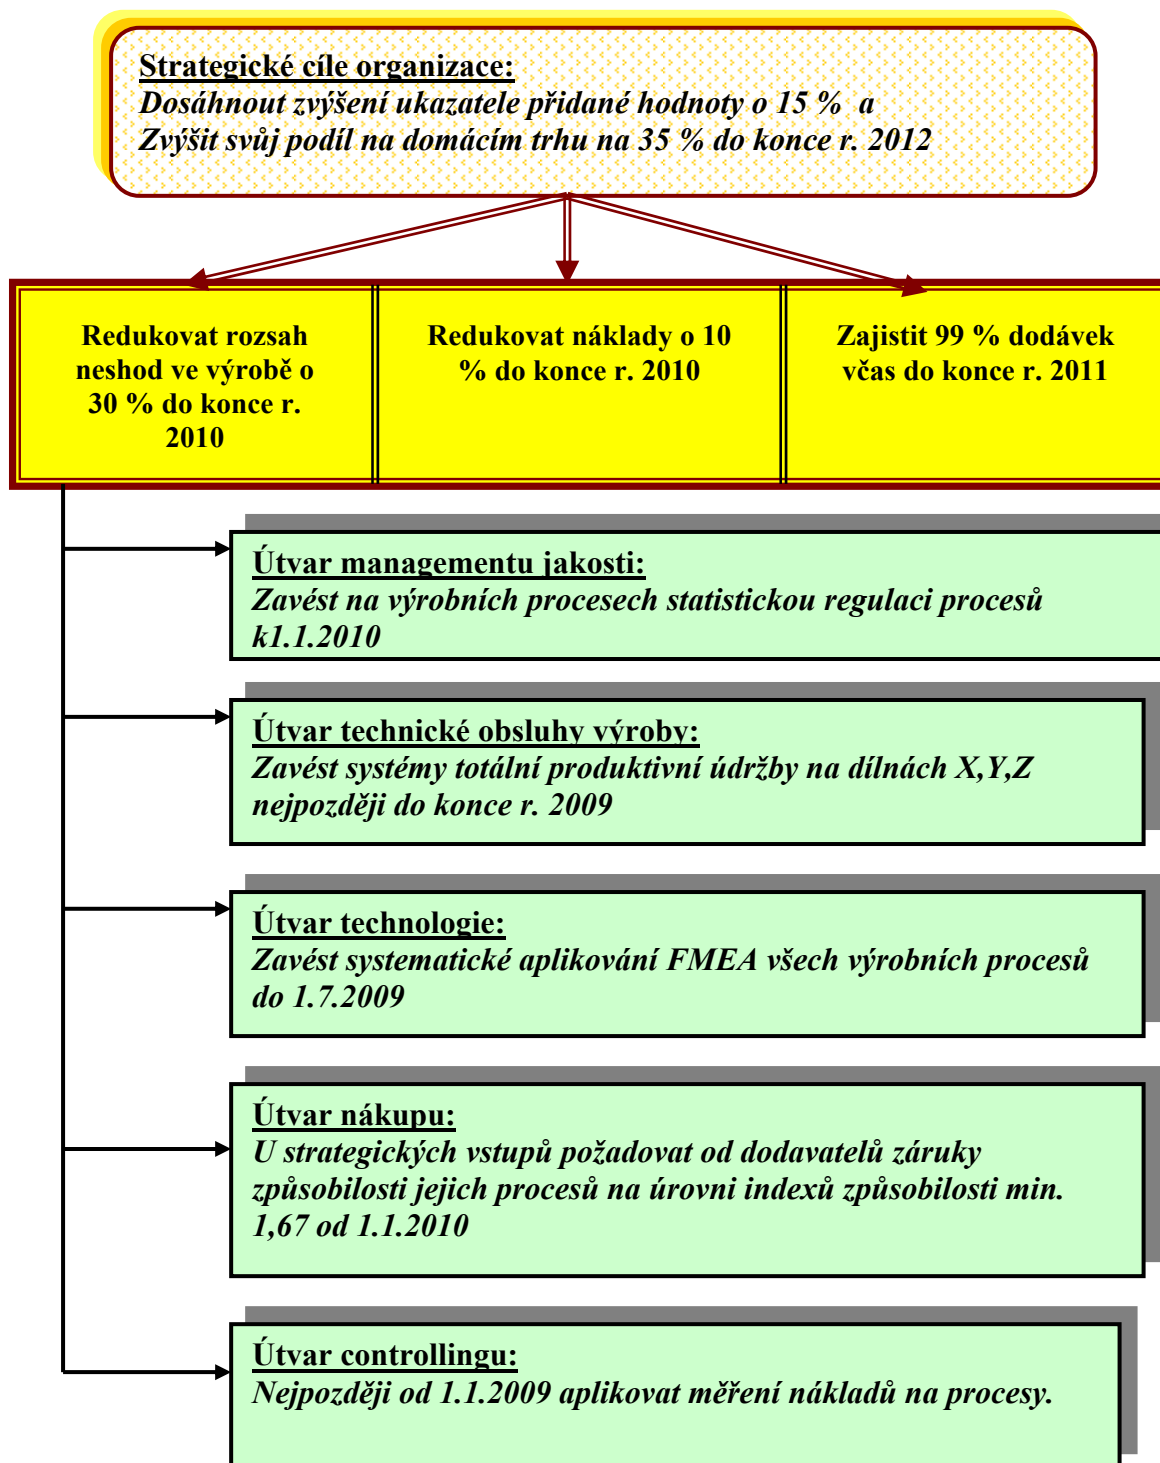 Strategické cíle organizace:
Dosáhnout zvýšení ukazatele přidané hodnoty o 15 % a
Zvýšit svůj podíl na domácím trhu na 35 % do konce r. 2012
Redukovat rozsah
neshod ve výrobě o
30 % do konce r.
2010
Redukovat náklady o 10
% do konce r. 2010
Zajistit 99 % dodávek
včas do konce r. 2011
Útvar managementu jakosti:
Zavést na výrobních procesech statistickou regulaci procesů
k1.1.2010
Útvar technické obsluhy výroby:
Zavést systémy totální produktivní údržby na dílnách X,Y,Z
nejpozději do konce r. 2009
Útvar technologie:
Zavést systematické aplikování FMEA všech výrobních procesů
do 1.7.2009
Útvar nákupu:
U strategických vstupů požadovat od dodavatelů záruky
způsobilosti jejich procesů na úrovni indexů způsobilosti min.
1,67 od 1.1.2010
Útvar controllingu:
Nejpozději od 1.1.2009 aplikovat měření nákladů na procesy.